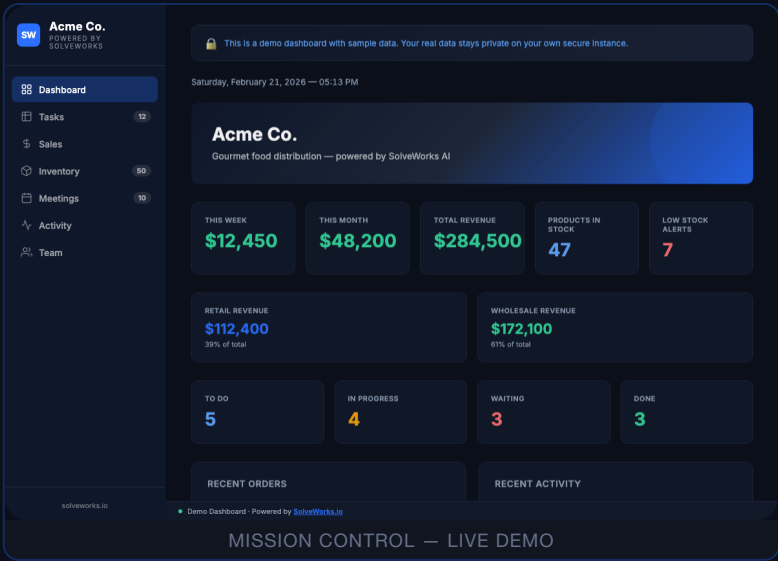 SW
Acme Co.
POWERED BY
SOLVEWORKS
Dashboard
Tasks 12
Sales
Inventory 50
Meetings 10
Activity
Team
solveworks.io
This is a demo dashboard with sample data. Your real data stays private on your own secure instance.
Saturday, February 21, 2026 — 05:13 PM
Acme Co.
Gourmet food distribution — powered by SolveWorks AI
THIS WEEK
$12,450
THIS MONTH
$48,200
TOTAL REVENUE
$284,500
PRODUCTS IN
STOCK
47
LOW STOCK
ALERTS
7
RETAIL REVENUE
$112,400
39% of total
WHOLESALE REVENUE
$172,100
61% of total
TO DO
5
IN PROGRESS
4
WAITING
3
DONE
3
RECENT ORDERS
RECENT ACTIVITY
Demo Dashboard · Powered by SolveWorks.io
MISSION CONTROL — LIVE DEMO